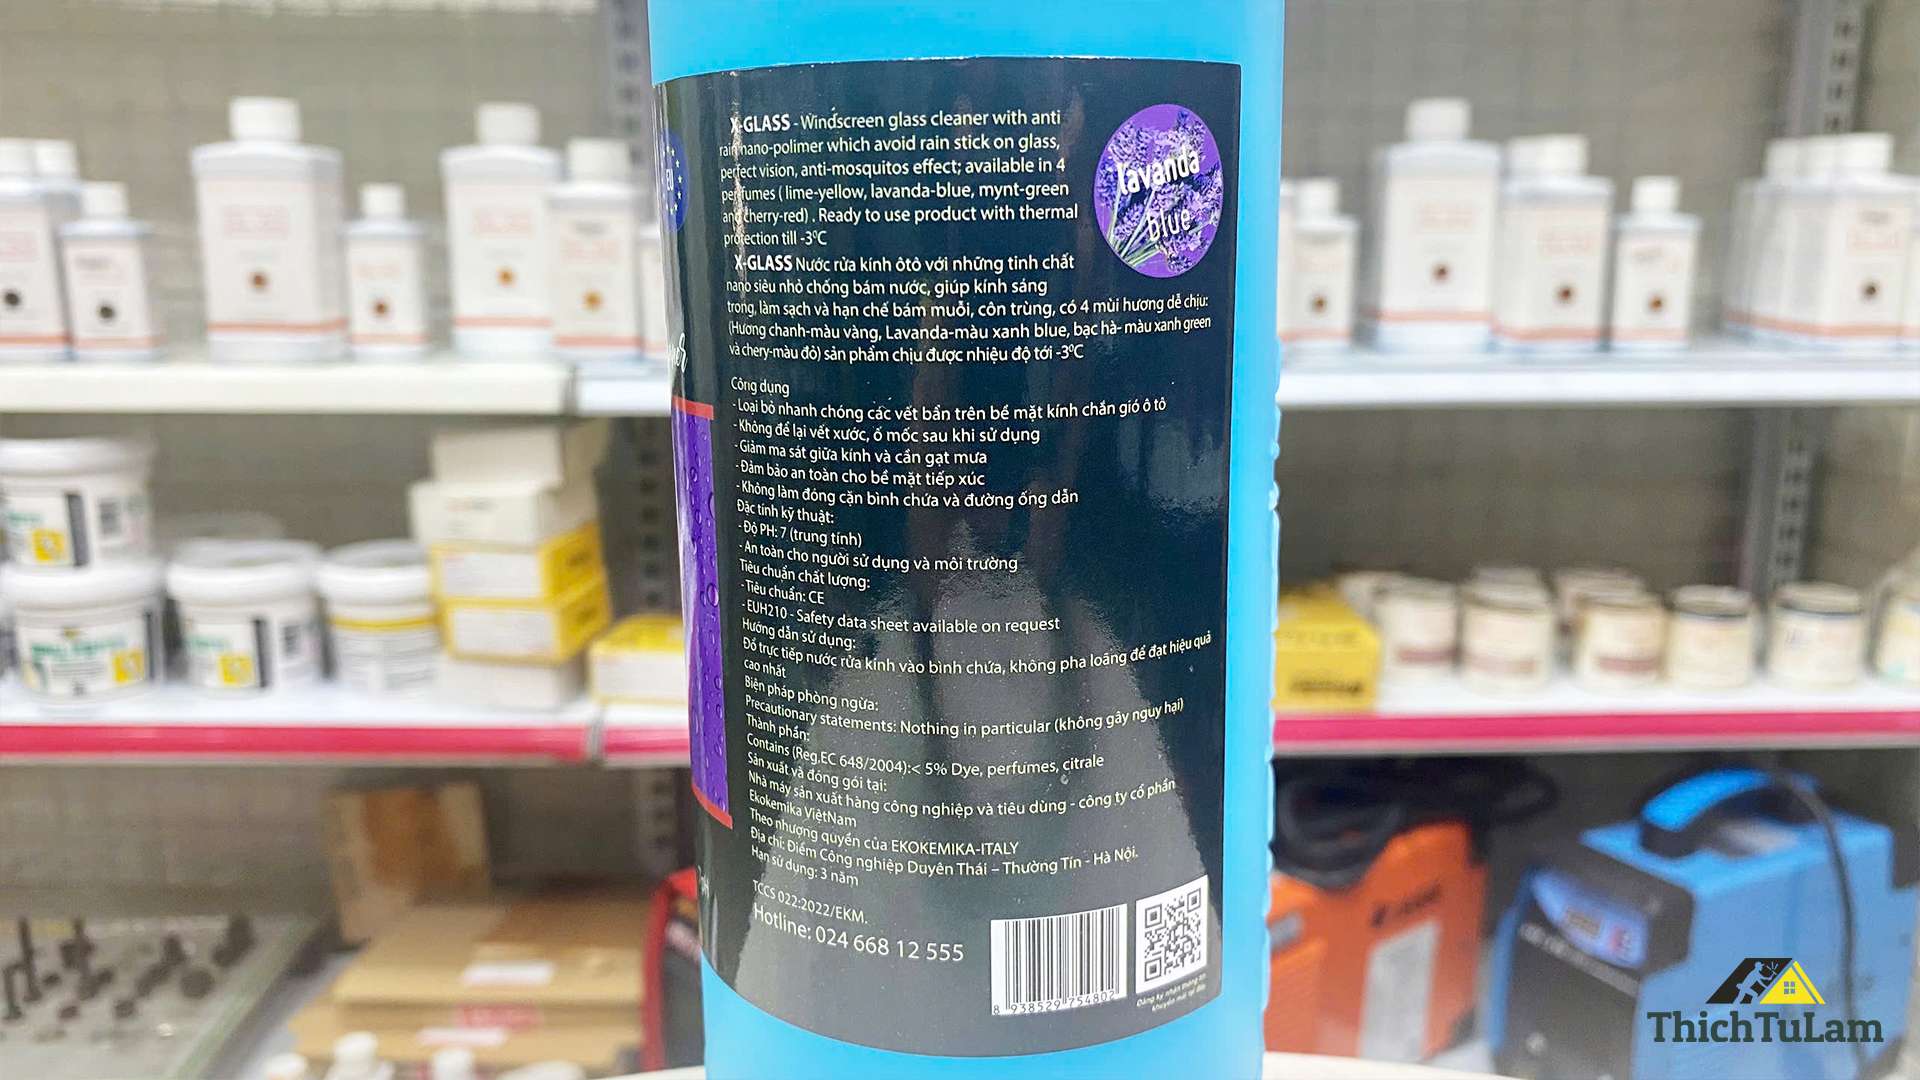 X-GLASS - Windscreen glass cleaner with anti
rain nano-polimer which avoid rain stick on glass,
perfect vision, anti-mosquitos effect; available in 4
perfumes ( lime-yellow, lavanda-blue, mynt-green
and cherry-red) . Ready to use product with thermal
protection till -3⁰C
lavanda
blue
EU
X-GLASS Nước rửa kính ôtô với những tinh chất
nano siêu nhỏ chống bám nước, giúp kính sáng
trong, làm sạch và hạn chế bám muỗi, côn trùng, có 4 mùi hương dễ chịu:
(Hương chanh-màu vàng, Lavanda-màu xanh blue, bạc hà- màu xanh green
và chery-màu đỏ) sản phẩm chịu được nhiệu độ tới -3⁰C
Công dụng
- Loại bỏ nhanh chóng các vết bẩn trên bề mặt kính chắn gió ô tô
- Không để lại vết xước, ố mốc sau khi sử dụng
- Giảm ma sát giữa kính và cần gạt mưa
- Đảm bảo an toàn cho bề mặt tiếp xúc
- Không làm đóng cặn bình chứa và đường ống dẫn
Đặc tính kỹ thuật:
- Độ PH: 7 (trung tính)
- An toàn cho người sử dụng và môi trường
Tiêu chuẩn chất lượng:
- Tiêu chuẩn: CE
- EUH210 - Safety data sheet available on request
Hướng dẫn sử dụng:
Đổ trực tiếp nước rửa kính vào bình chứa, không pha loãng để đạt hiệu quả
cao nhất
Biện pháp phòng ngừa:
Precautionary statements: Nothing in particular (không gây nguy hại)
Thành phần:
Contains (Reg.EC 648/2004):< 5% Dye, perfumes, citrale
Sản xuất và đóng gói tại:
Nhà máy sản xuất hàng công nghiệp và tiêu dùng - công ty cổ phần
Ekokemika ViệtNam
Theo nhượng quyền của EKOKEMIKA-ITALY
Địa chỉ: Điểm Công nghiệp Duyên Thái – Thường Tín - Hà Nội.
Hạn sử dụng: 3 năm
TCCS 022:2022/EKM.
Hotline: 024 668 12 555
8 938529 754802
ThichTuLam